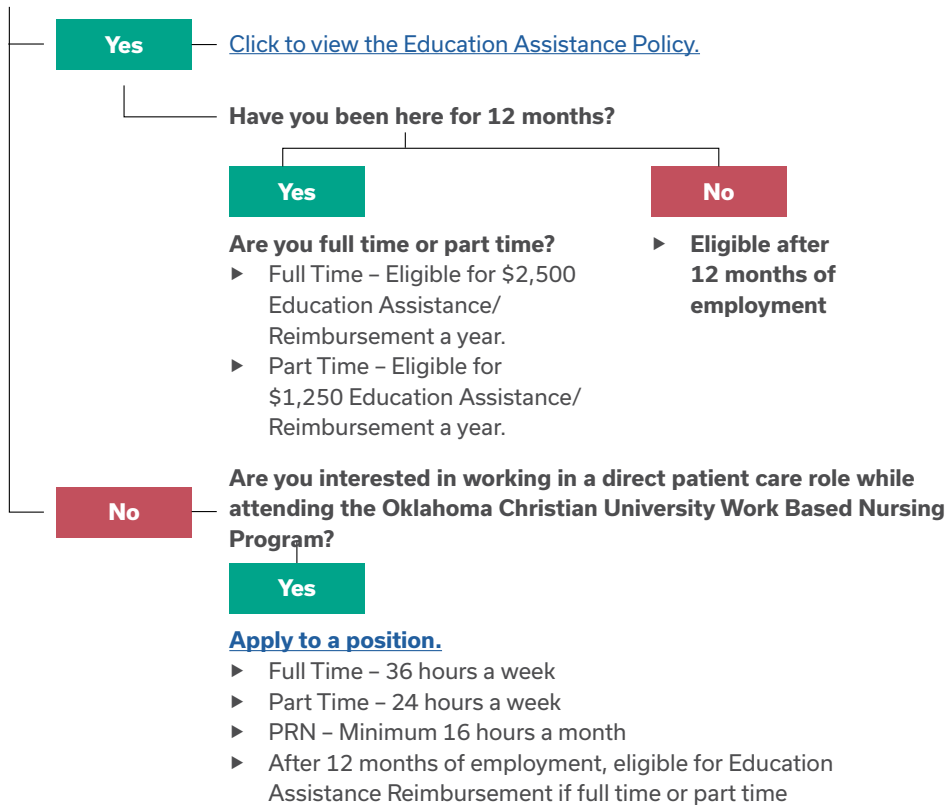 Yes
Click to view the Education Assistance Policy.
Have you been here for 12 months?
Yes
No
Are you full time or part time?
▶ Full Time – Eligible for $2,500
Education Assistance/
Reimbursement a year.
▶ Part Time – Eligible for
$1,250 Education Assistance/
Reimbursement a year.
▶ Eligible after
12 months of
employment
No
Are you interested in working in a direct patient care role while
attending the Oklahoma Christian University Work Based Nursing
Program?
Yes
Apply to a position.
▶ Full Time – 36 hours a week
▶ Part Time – 24 hours a week
▶ PRN – Minimum 16 hours a month
▶ After 12 months of employment, eligible for Education
Assistance Reimbursement if full time or part time